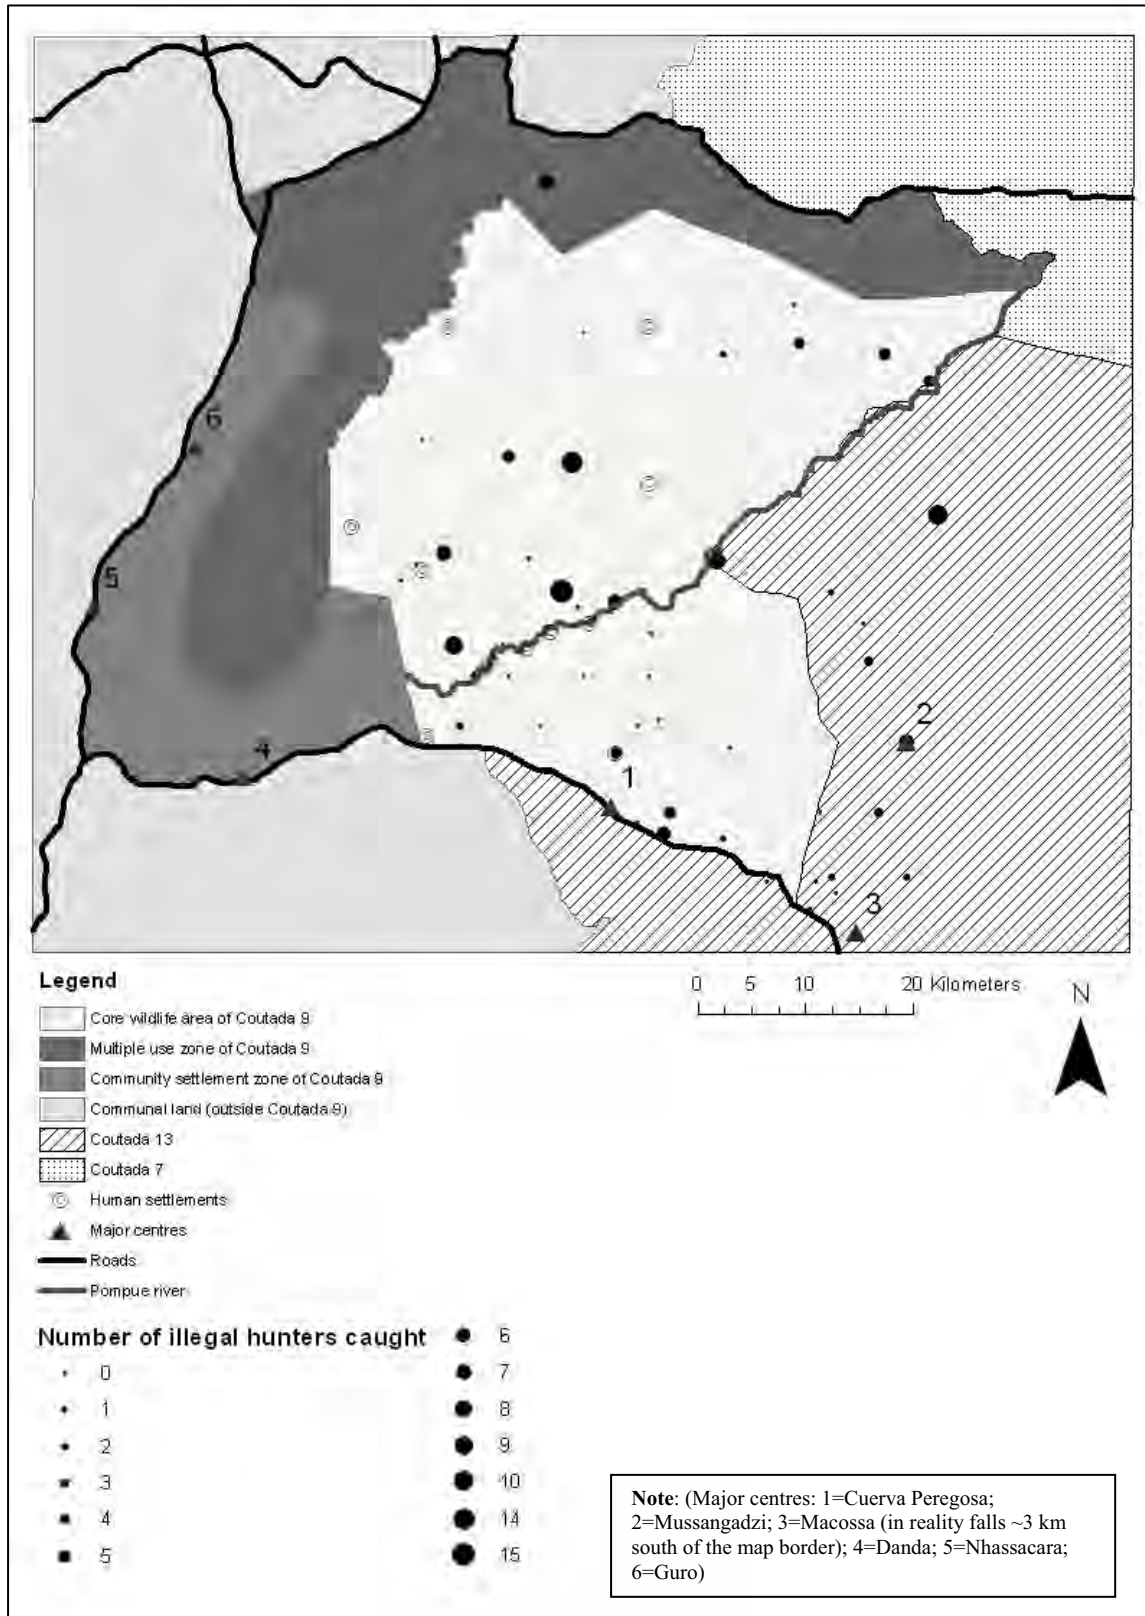 6
5
4
2
1
3
Legend
Core wildlife area of Coutada 9
Multiple use zone of Coutada 9
Community settlement zone of Coutada 9
Communal land (outside Coutada 9)
Coutada 13
Coutada 7
Human settlements
Major centres
Roads
Pompue river
0 5 10 20 Kilometers
N
Number of illegal hunters caught
0
1
2
3
4
5
6
7
8
9
10
14
15
Note: (Major centres: 1=Cuerva Peregosa;
2=Mussangadzi; 3=Macossa (in reality falls ~3 km
south of the map border); 4=Danda; 5=Nhassacara;
6=Guro)